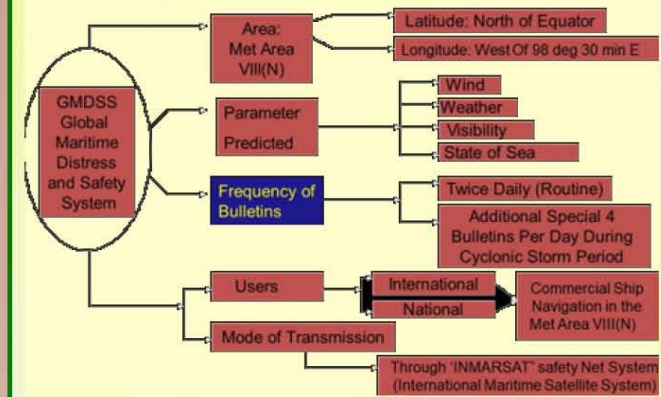 GMDSS
Global
Maritime
Distress
and Safety
System
Area:
Met Area
VIII(N)
Latitude: North of Equator
Longitude: West Of 98 deg 30 min E
Parameter
Predicted
Wind
Weather
Visibility
State of Sea
Frequency of
Bulletins
Twice Daily (Routine)
Additional Special 4
Bulletins Per Day During
Cyclonic Storm Period
Users
International
National
Commercial Ship
Navigation in the
Met Area VIII(N)
Mode of Transmission
Through 'INMARSAT" safety Net System
(International Maritime Satellite System)